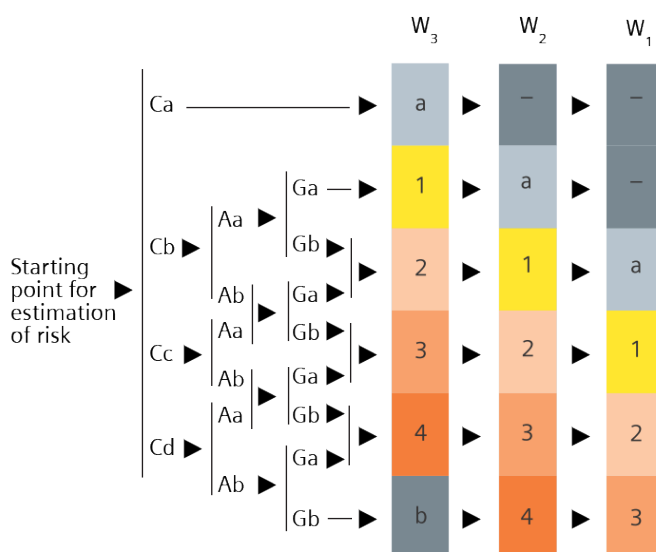 W3 W2 W1
Ca a – –
Ga 1 a –
Aa
Cb Gb 2 1 a
Starting
point for
estimation
of risk
Ab Ga
Aa Gb
Cc 3 2 1
Ab Ga
Aa Gb
Cd 4 3 2
Ga
Ab
Gb b 4 3